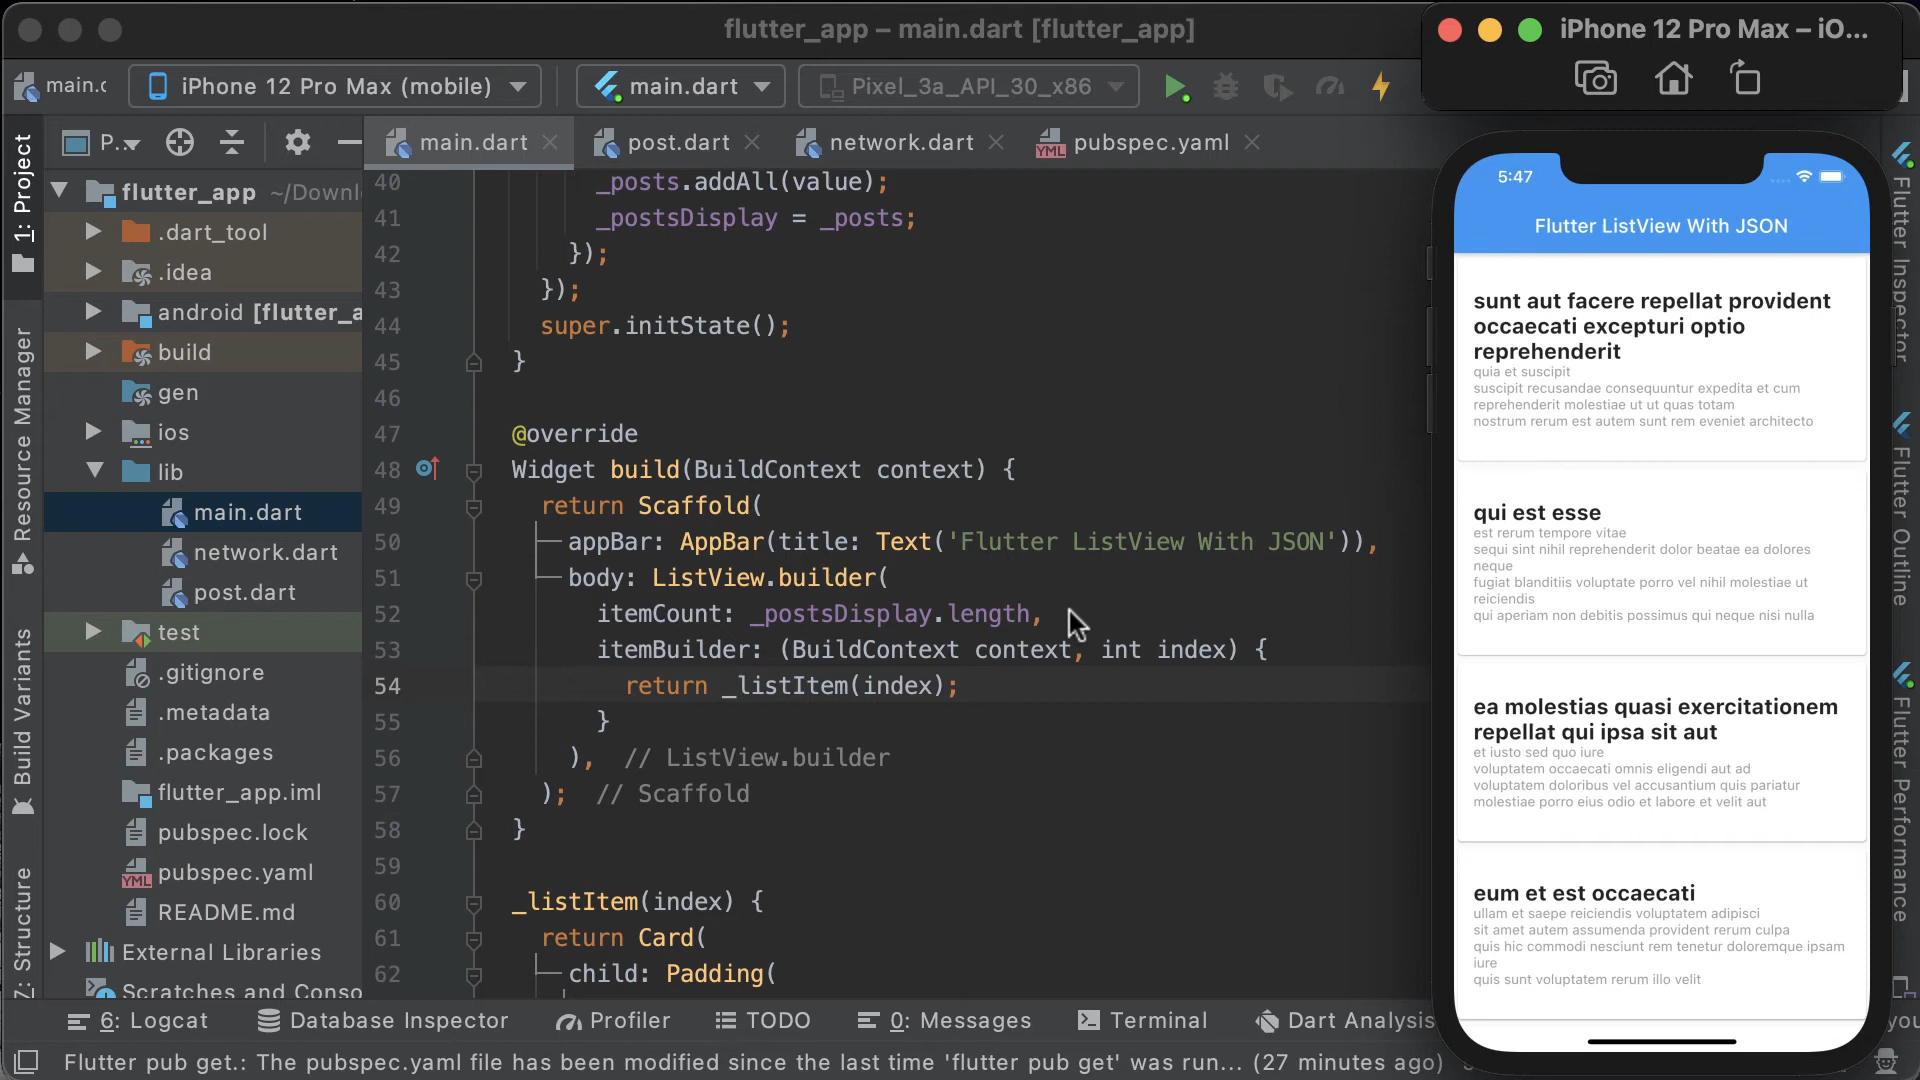 flutter_app – main.dart [flutter_app]
iPhone 12 Pro Max – iO...
main.c
iPhone 12 Pro Max (mobile)
main.dart
Pixel_3a_API_30_x86
1: Project
Resource Manager
Build Variants
7: Structure
P...
flutter_app ~/Downl
.dart_tool
.idea
android [flutter_a
build
gen
ios
lib
main.dart
network.dart
post.dart
test
.gitignore
.metadata
.packages
flutter_app.iml
pubspec.lock
pubspec.yaml
README.md
External Libraries
Scratches and Conso
main.dart
post.dart
network.dart
YML pubspec.yaml
40 _posts.addAll(value);
41 _postsDisplay = _posts;
42 });
43 });
44 super.initState();
45 }
46
47 @override
48 Widget build(BuildContext context) {
49 return Scaffold(
50 appBar: AppBar(title: Text('Flutter ListView With JSON')),
51 body: ListView.builder(
52 itemCount: _postsDisplay.length,
53 itemBuilder: (BuildContext context, int index) {
54 return _listItem(index);
55 }
56 ), // ListView.builder
57 ); // Scaffold
58 }
59
60 _listItem(index) {
61 return Card(
62 child: Padding(
5:47
Flutter ListView With JSON
sunt aut facere repellat provident
occaecati excepturi optio
reprehenderit
quia et suscipit
suscipit recusandae consequuntur expedita et cum
reprehenderit molestiae ut ut quas totam
nostrum rerum est autem sunt rem eveniet architecto
qui est esse
est rerum tempore vitae
sequi sint nihil reprehenderit dolor beatae ea dolores
neque
fugiat blanditiis voluptate porro vel nihil molestiae ut
reiciendis
qui aperiam non debitis possimus qui neque nisi nulla
ea molestias quasi exercitationem
repellat qui ipsa sit aut
et iusto sed quo iure
voluptatem occaecati omnis eligendi aut ad
voluptatem doloribus vel accusantium quis pariatur
molestiae porro eius odio et labore et velit aut
eum et est occaecati
ullam et saepe reiciendis voluptatem adipisci
sit amet autem assumenda provident rerum culpa
quis hic commodi nesciunt rem tenetur doloremque ipsam
iure
quis sunt voluptatem rerum illo velit
Flutter Inspector
Flutter Outline
Flutter Performance
6: Logcat
Database Inspector
Profiler
TODO
0: Messages
Terminal
Dart Analysis
Flutter pub get.: The pubspec.yaml file has been modified since the last time 'flutter pub get' was run... (27 minutes ago)